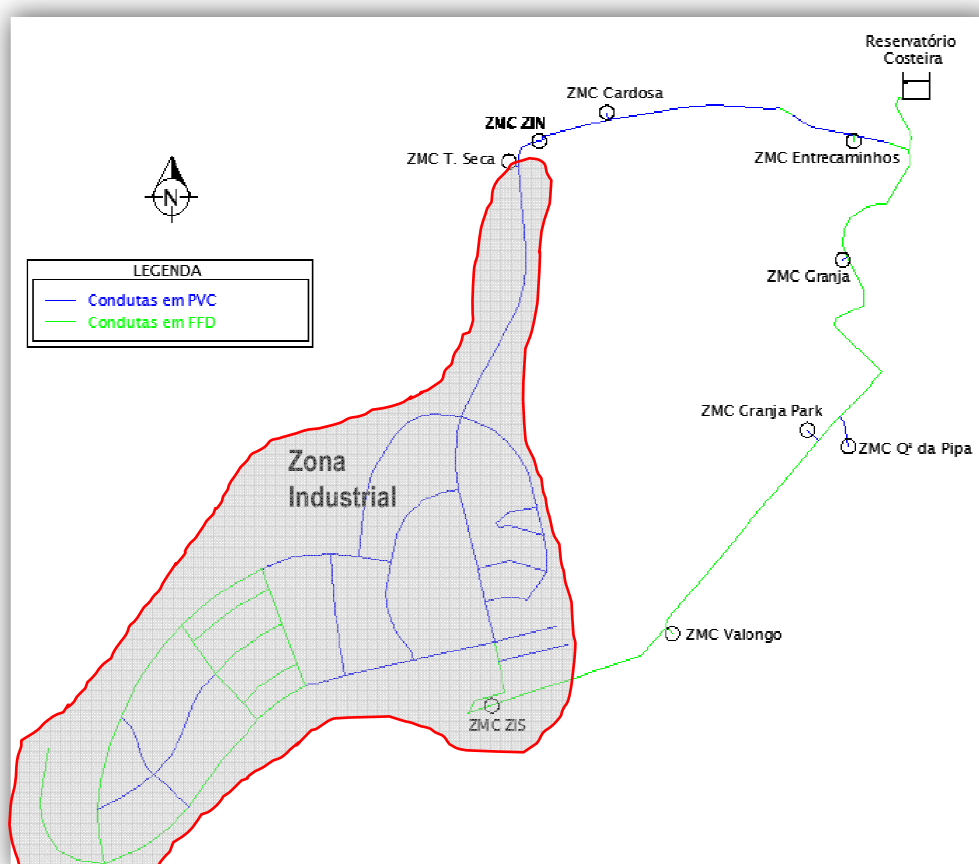 Reservatório
Costeira
ZMC Cardosa
ZMC ZIN
ZMC T. Seca
ZMC Entrecaminhos
N
LEGENDA
Condutas em PVC
Condutas em FFD
ZMC Granja
ZMC Granja Park
ZMC Qª da Pipa
Zona
Industrial
ZMC Valongo
ZMC ZIS